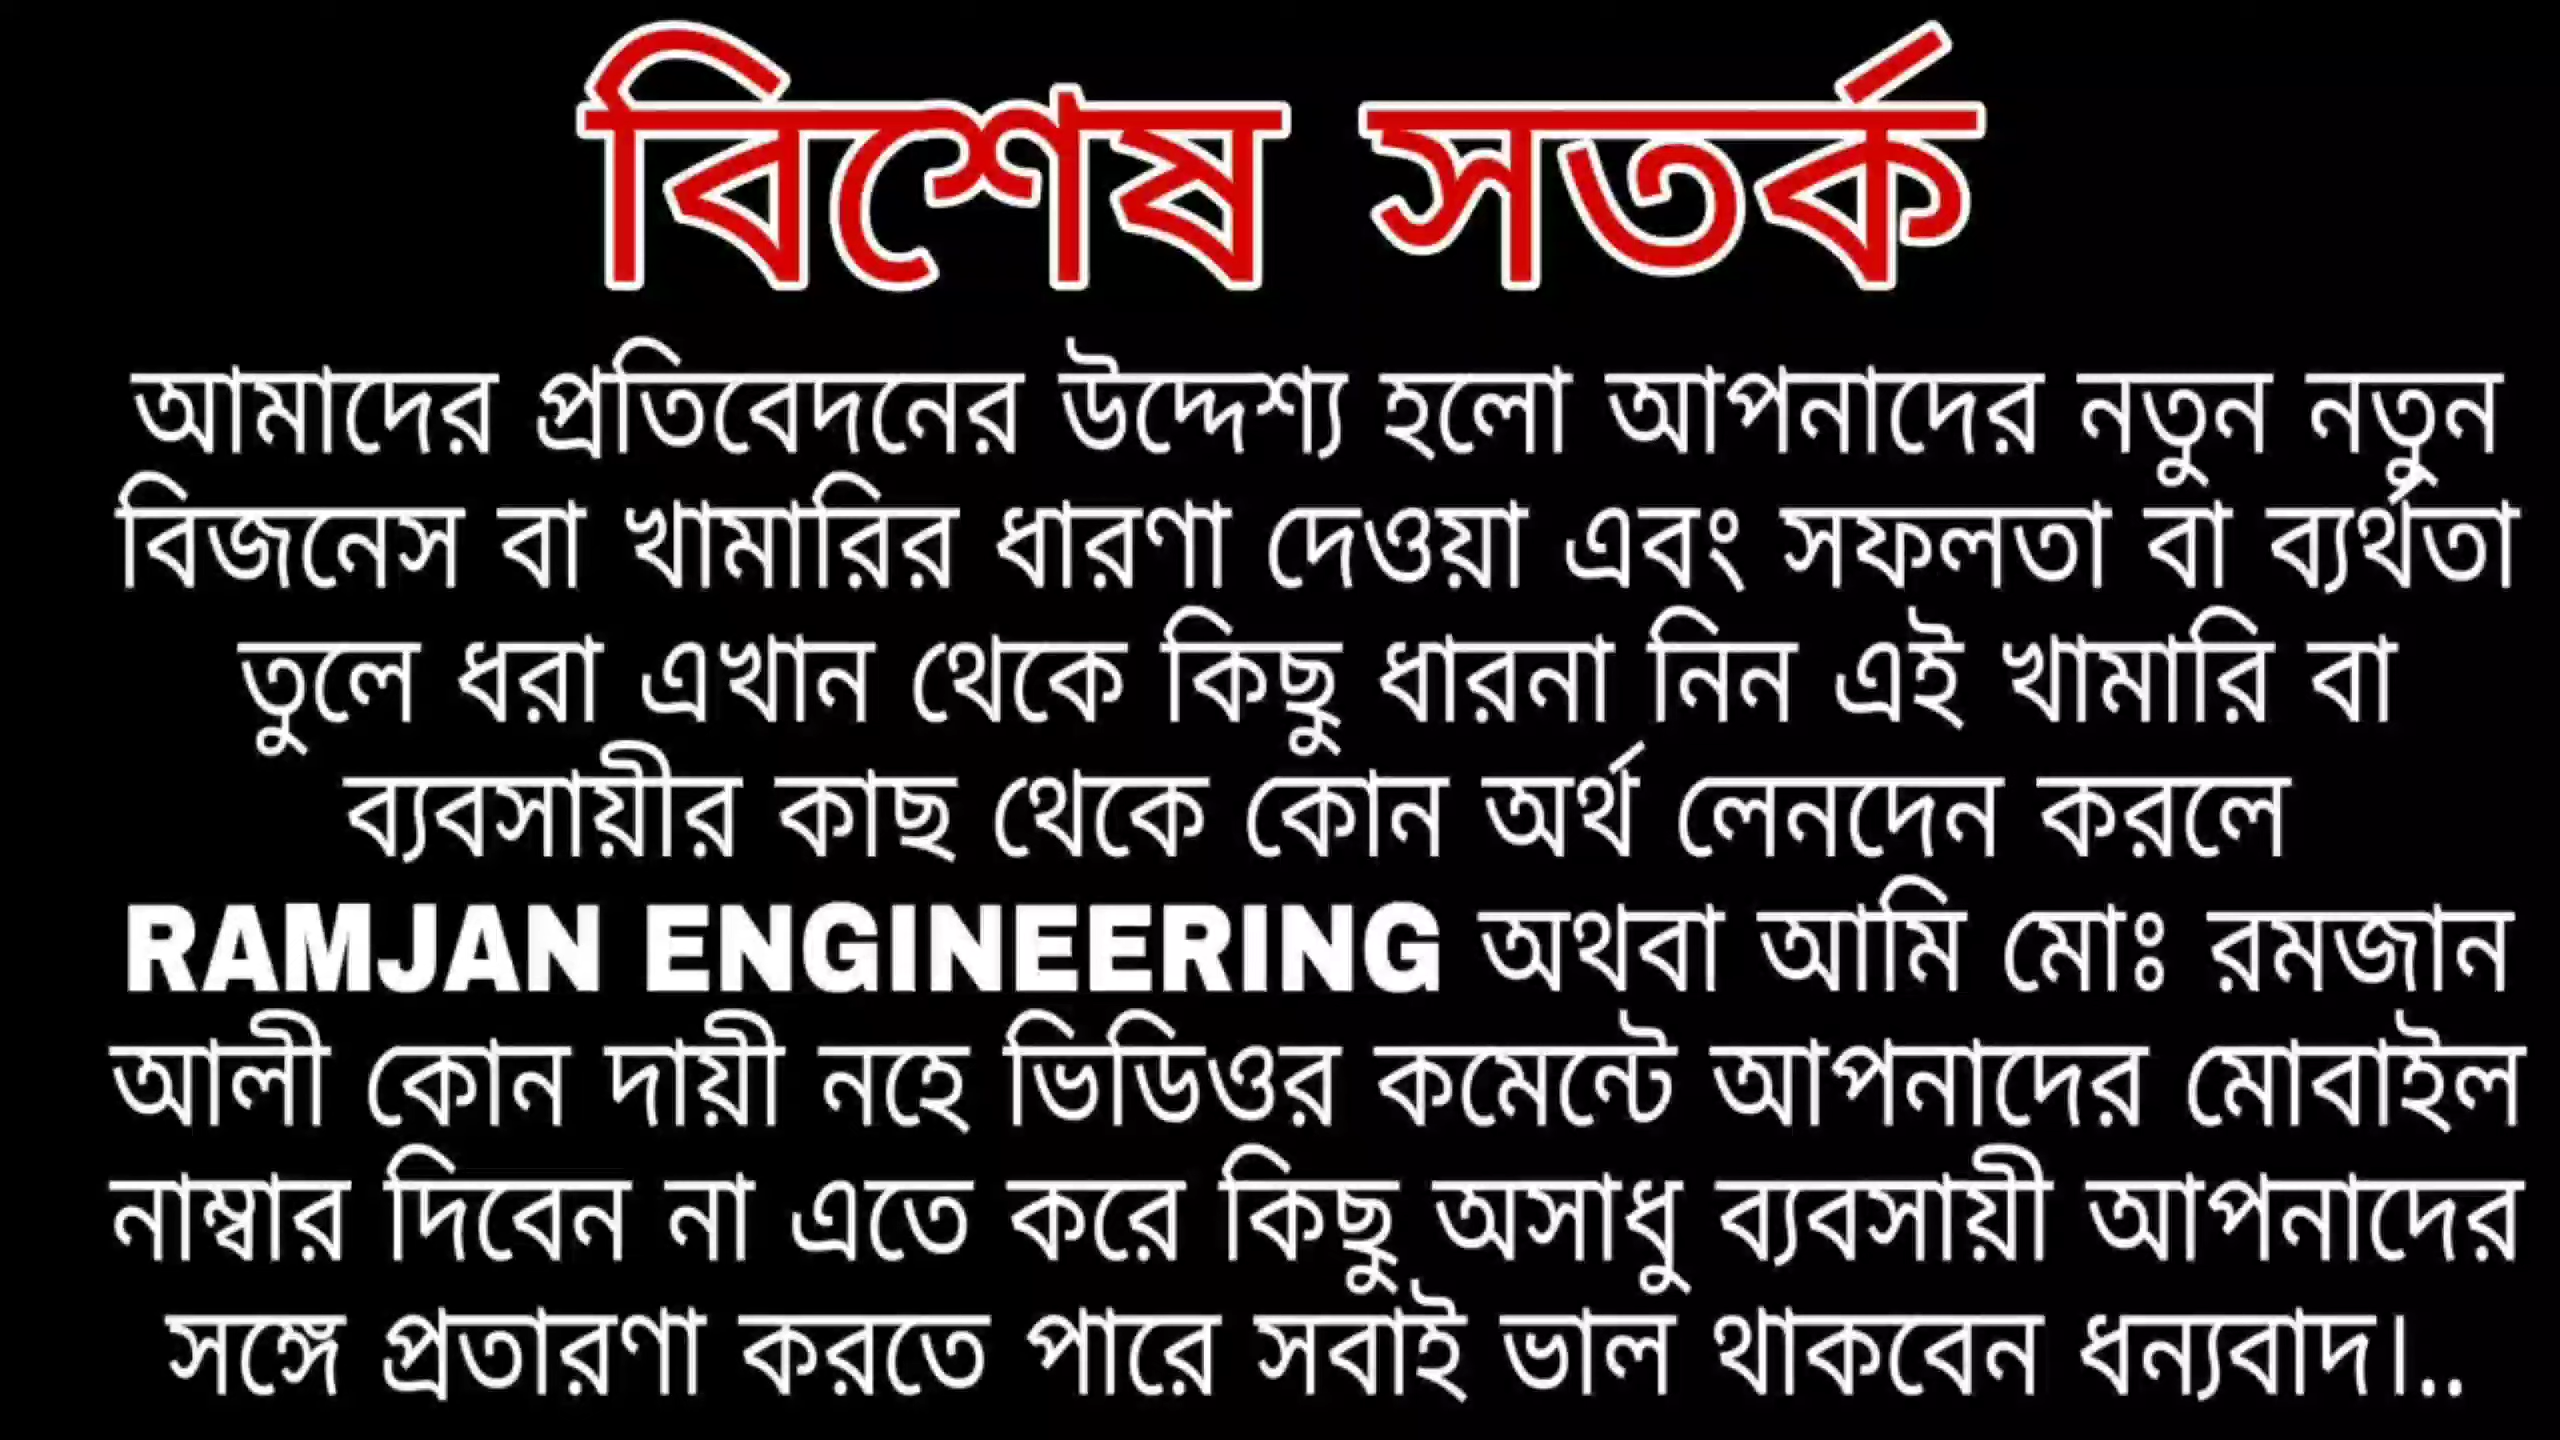 বিশেষ সতর্ক
আমাদের প্রতিবেদনের উদ্দেশ্য হলো আপনাদের নতুন নতুন
বিজনেস বা খামারির ধারণা দেওয়া এবং সফলতা বা ব্যর্থতা
তুলে ধরা এখান থেকে কিছু ধারনা নিন এই খামারি বা
ব্যবসায়ীর কাছ থেকে কোন অর্থ লেনদেন করলে
RAMJAN ENGINEERING অথবা আমি মোঃ রমজান
আলী কোন দায়ী নহে ভিডিওর কমেন্টে আপনাদের মোবাইল
নাম্বার দিবেন না এতে করে কিছু অসাধু ব্যবসায়ী আপনাদের
সঙ্গে প্রতারণা করতে পারে সবাই ভাল থাকবেন ধন্যবাদ।..